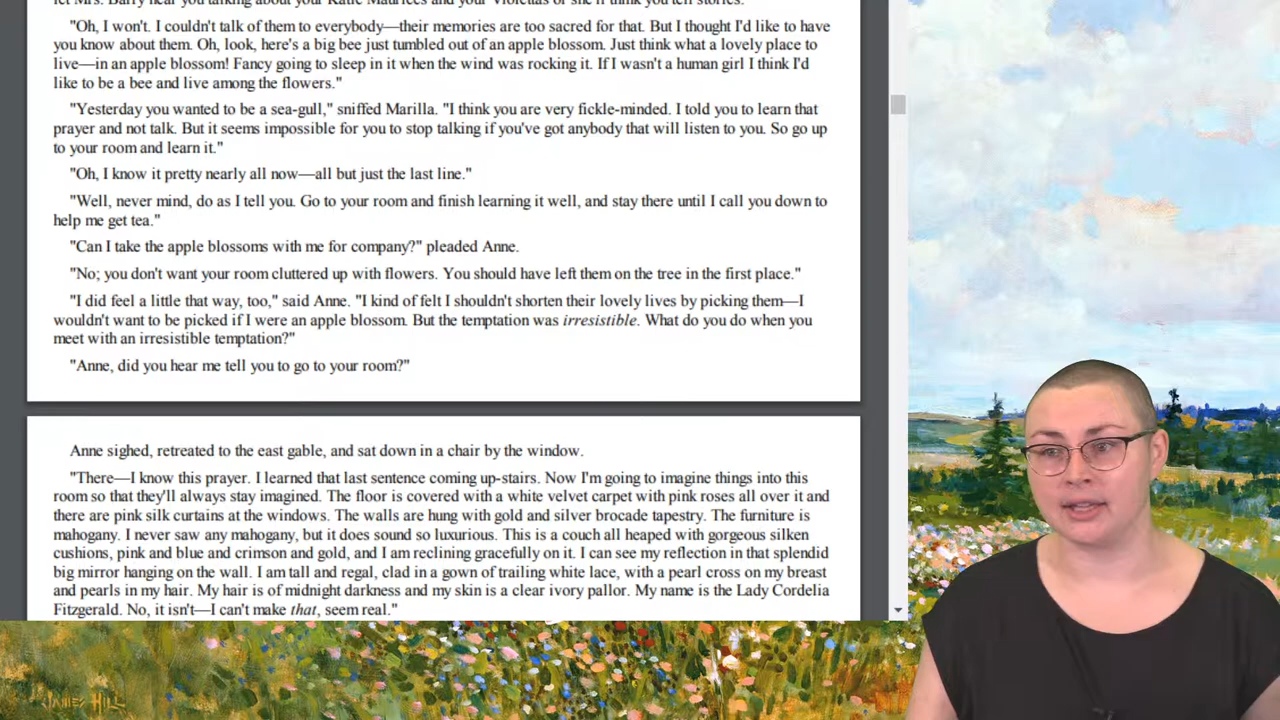 "Oh, I won't. I couldn't talk of them to everybody—their memories are too sacred for that. But I thought I'd like to have
you know about them. Oh, look, here's a big bee just tumbled out of an apple blossom. Just think what a lovely place to
live—in an apple blossom! Fancy going to sleep in it when the wind was rocking it. If I wasn't a human girl I think I'd
like to be a bee and live among the flowers."
"Yesterday you wanted to be a sea-gull," sniffed Marilla. "I think you are very fickle-minded. I told you to learn that
prayer and not talk. But it seems impossible for you to stop talking if you've got anybody that will listen to you. So go up
to your room and learn it."
"Oh, I know it pretty nearly all now—all but just the last line."
"Well, never mind, do as I tell you. Go to your room and finish learning it well, and stay there until I call you down to
help me get tea."
"Can I take the apple blossoms with me for company?" pleaded Anne.
"No; you don't want your room cluttered up with flowers. You should have left them on the tree in the first place."
"I did feel a little that way, too," said Anne. "I kind of felt I shouldn't shorten their lovely lives by picking them—I
wouldn't want to be picked if I were an apple blossom. But the temptation was irresistible. What do you do when you
meet with an irresistible temptation?"
"Anne, did you hear me tell you to go to your room?"
Anne sighed, retreated to the east gable, and sat down in a chair by the window.
"There—I know this prayer. I learned that last sentence coming up-stairs. Now I'm going to imagine things into this
room so that they'll always stay imagined. The floor is covered with a white velvet carpet with pink roses all over it and
there are pink silk curtains at the windows. The walls are hung with gold and silver brocade tapestry. The furniture is
mahogany. I never saw any mahogany, but it does sound so luxurious. This is a couch all heaped with gorgeous silken
cushions, pink and blue and crimson and gold, and I am reclining gracefully on it. I can see my reflection in that splendid
big mirror hanging on the wall. I am tall and regal, clad in a gown of trailing white lace, with a pearl cross on my breast
and pearls in my hair. My hair is of midnight darkness and my skin is a clear ivory pallor. My name is the Lady Cordelia
Fitzgerald. No, it isn't—I can't make that, seem real."
JAMES HILL